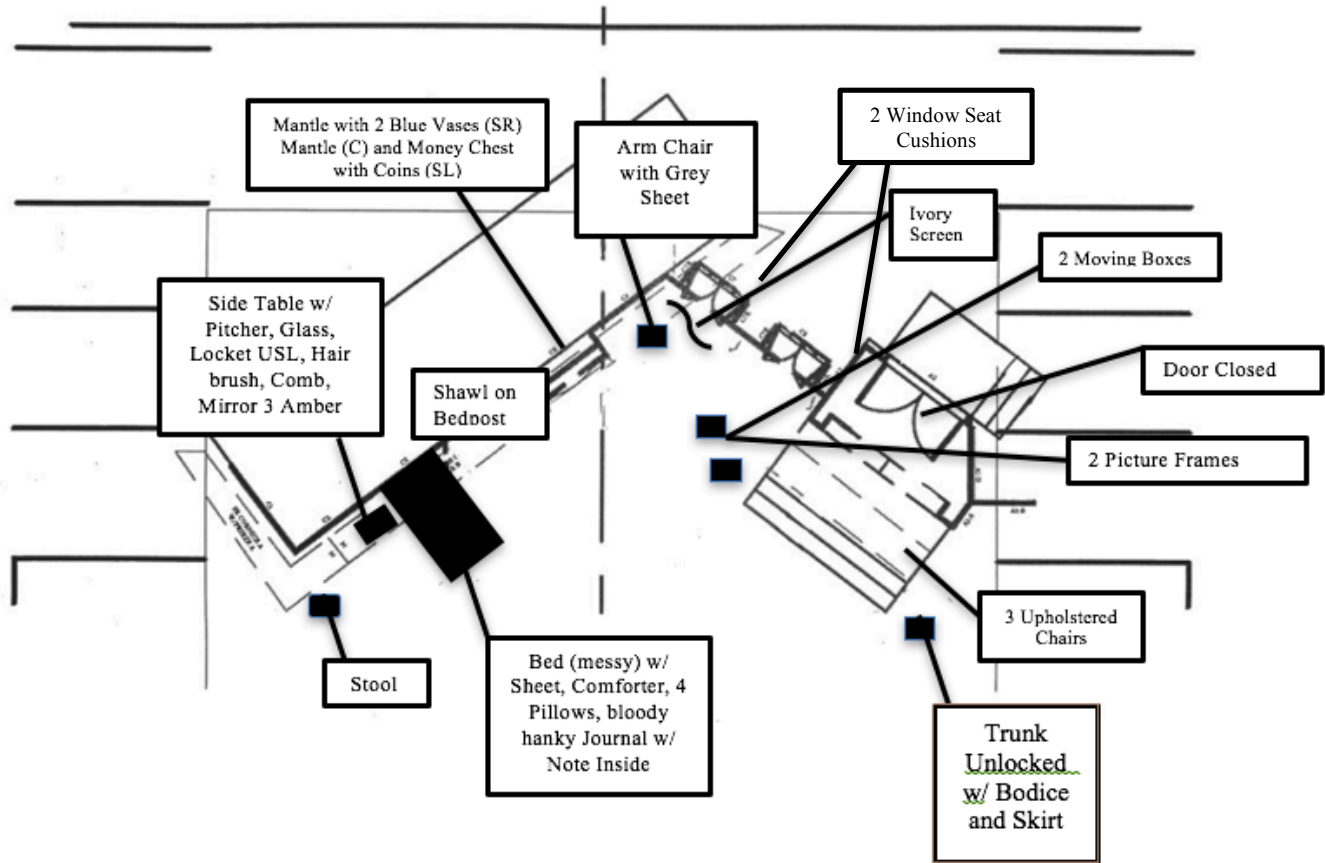 Mantle with 2 Blue Vases (SR)
Mantle (C) and Money Chest
with Coins (SL)
Arm Chair
with Grey
Sheet
2 Window Seat
Cushions
Ivory
Screen
2 Moving Boxes
Side Table w/
Pitcher, Glass,
Locket USL, Hair
brush, Comb,
Mirror 3 Amber
Shawl on
Bedpost
Door Closed
2 Picture Frames
3 Upholstered
Chairs
Stool
Bed (messy) w/
Sheet, Comforter, 4
Pillows, bloody
hanky Journal w/
Note Inside
Trunk
Unlocked
w/ Bodice
and Skirt